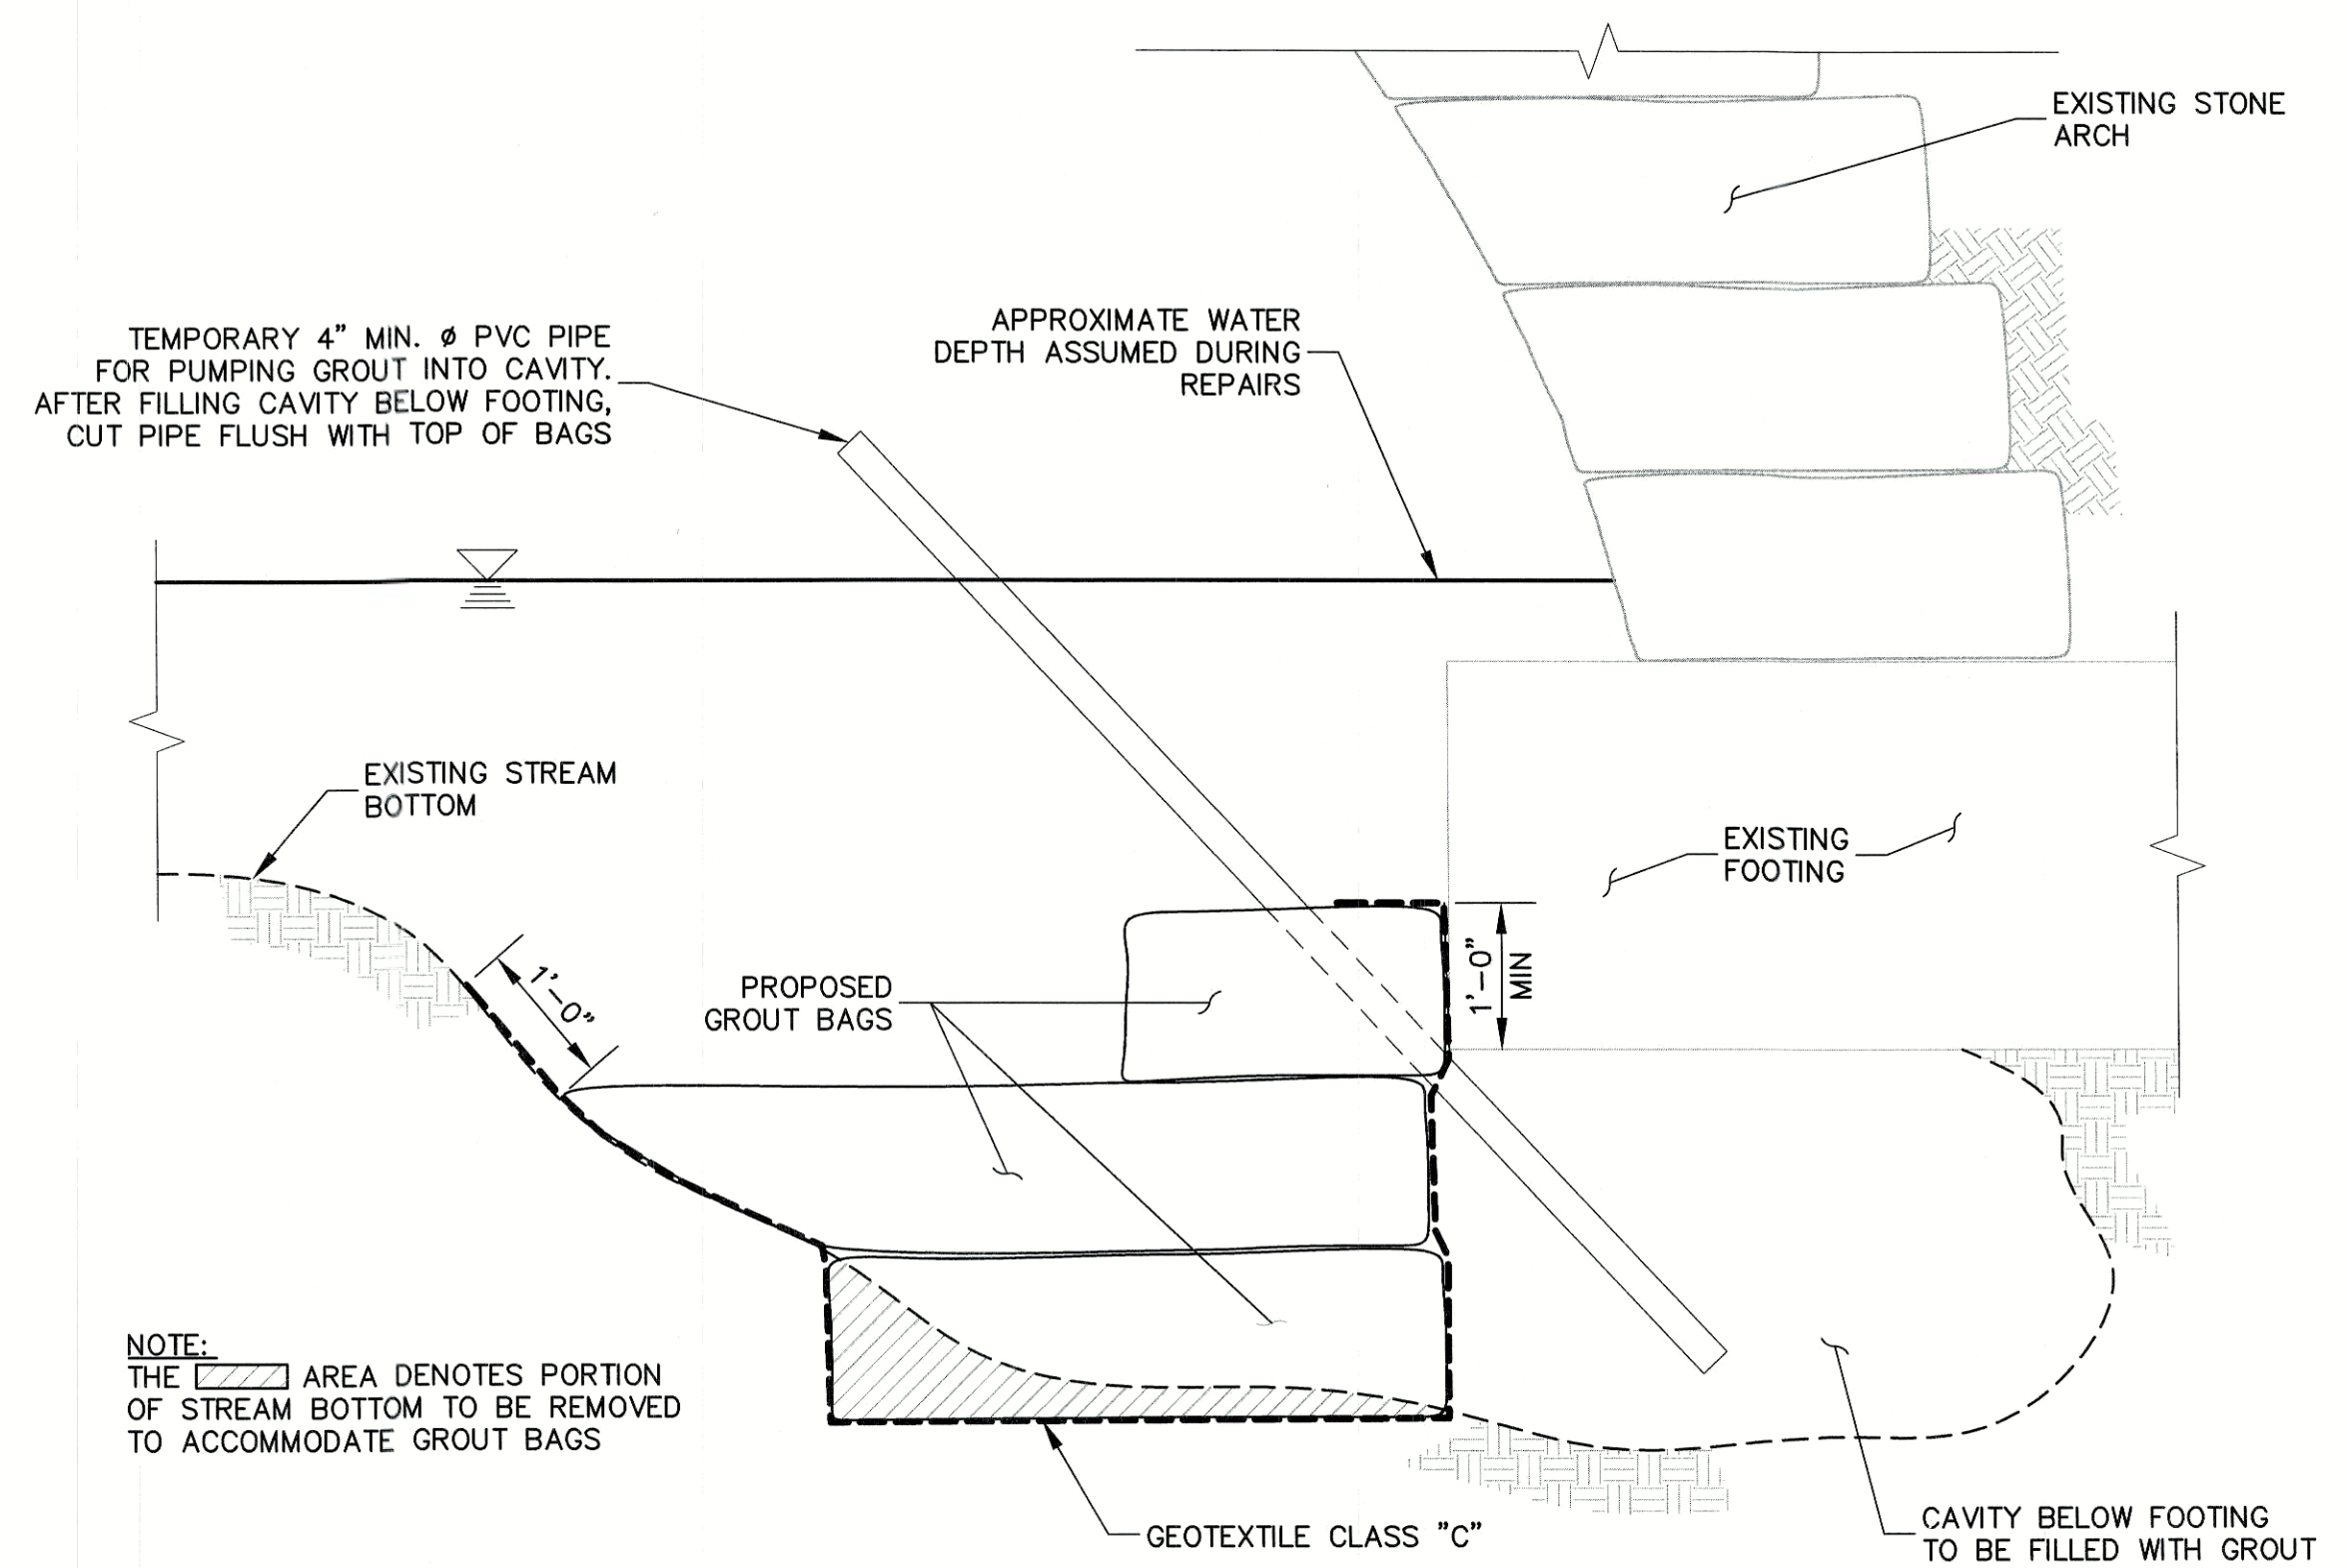 EXISTING STONE
ARCH
APPROXIMATE WATER
DEPTH ASSUMED DURING
REPAIRS
TEMPORARY 4" MIN. ø PVC PIPE
FOR PUMPING GROUT INTO CAVITY.
AFTER FILLING CAVITY BELOW FOOTING,
CUT PIPE FLUSH WITH TOP OF BAGS
EXISTING STREAM
BOTTOM
EXISTING
FOOTING
1'-0"
MIN
1'-0"
PROPOSED
GROUT BAGS
NOTE:
THE AREA DENOTES PORTION
OF STREAM BOTTOM TO BE REMOVED
TO ACCOMMODATE GROUT BAGS
GEOTEXTILE CLASS "C"
CAVITY BELOW FOOTING
TO BE FILLED WITH GROUT